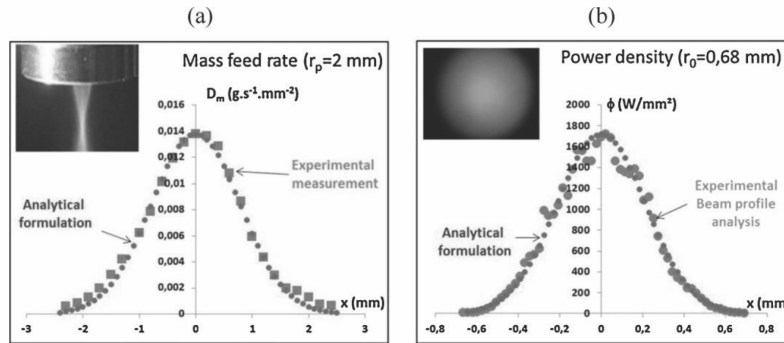 (a)
Mass feed rate (rₚ=2 mm)
Dₘ (g.s⁻¹.mm⁻²)
0,016
0,014
0,012
0,01
0,008
0,006
0,004
0,002
0
-3
-1
1
3
x (mm)
Experimental
measurement
Analytical
formulation
(b)
Power density (r₀=0,68 mm)
ϕ (W/mm²)
2000
1800
1600
1400
1200
1000
800
600
400
200
0
-0,8
-0,6
-0,4
-0,2
0
0,2
0,4
0,6
0,8
x (mm)
Experimental
Beam profile
analysis
Analytical
formulation